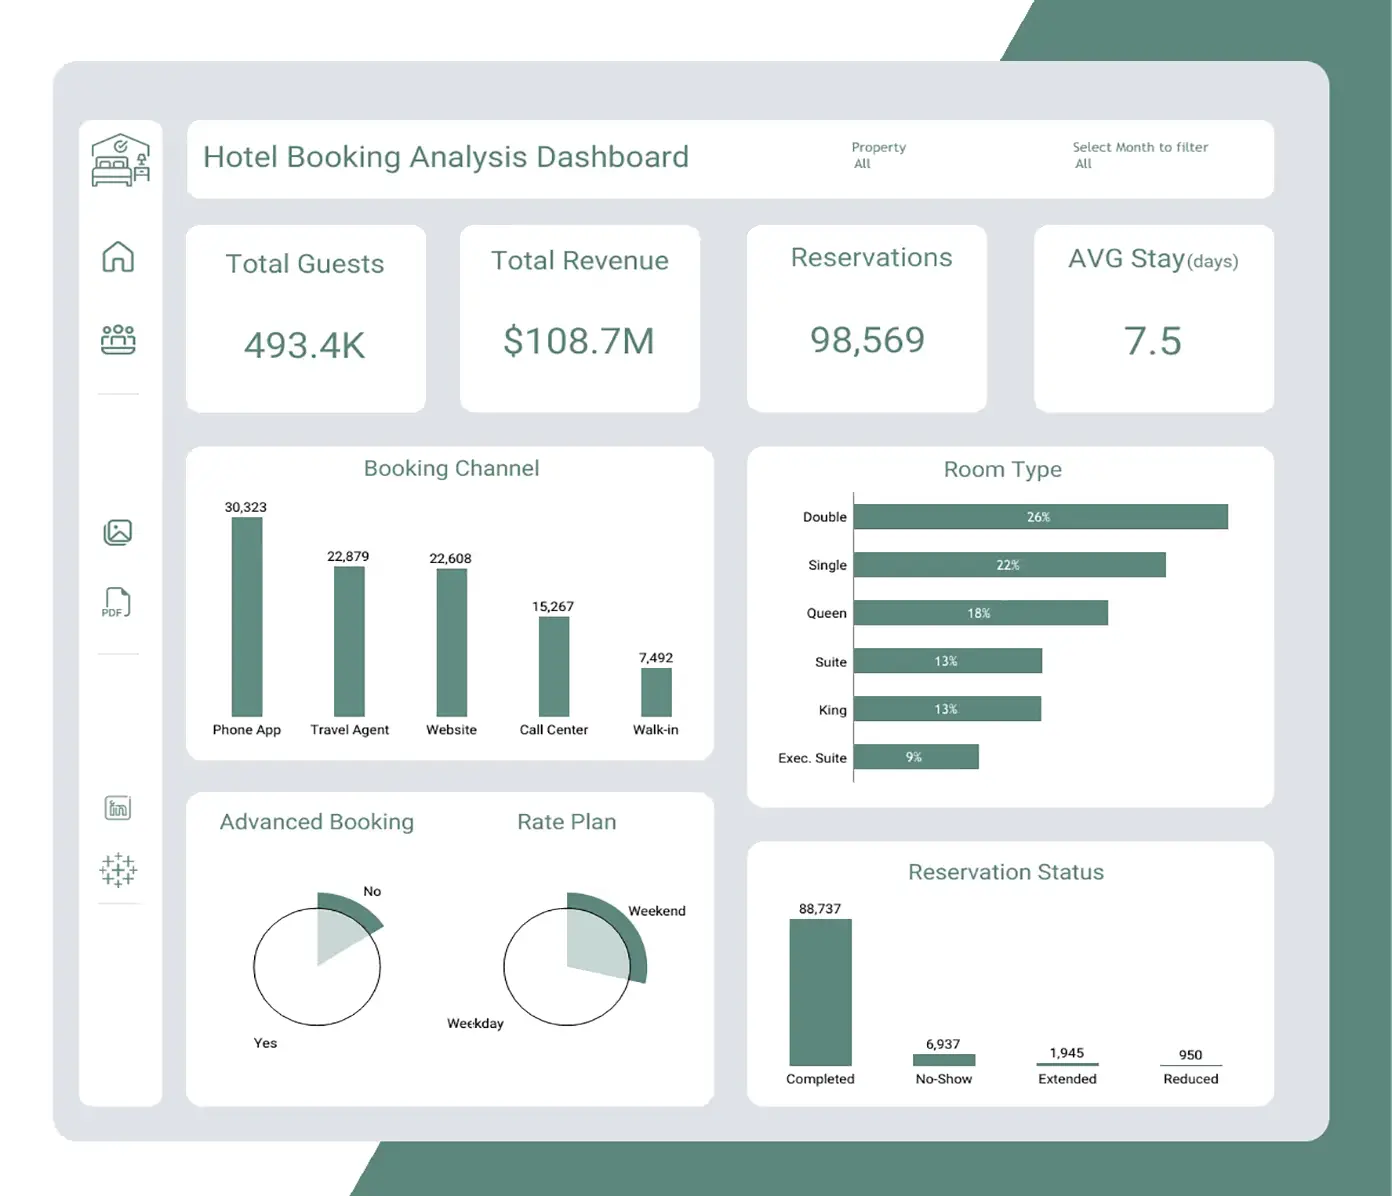 Hotel Booking Analysis Dashboard
Property
All
Select Month to filter
All
Total Guests
493.4K
Total Revenue
$108.7M
Reservations
98,569
AVG Stay(days)
7.5
Booking Channel
30,323
22,879
22,608
15,267
7,492
Phone App
Travel Agent
Website
Call Center
Walk-in
Room Type
Double
26%
Single
22%
Queen
18%
Suite
13%
King
13%
Exec. Suite
9%
PDF
in
Advanced Booking
No
Yes
Rate Plan
Weekend
Weekday
Reservation Status
88,737
6,937
1,945
950
Completed
No-Show
Extended
Reduced